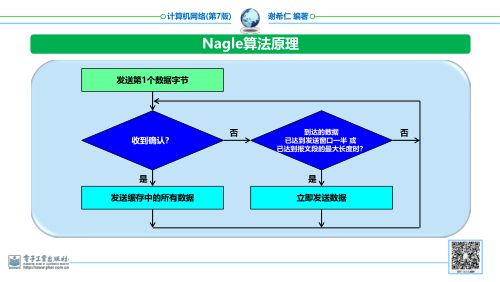 计算机网络(第7版)
谢希仁 编著
Nagle算法原理
发送第1个数据字节
收到确认?
否
到达的数据
已达到发送窗口一半 或
已达到报文段的最大长度时?
否
是
是
发送缓存中的所有数据
立即发送数据
电子工业出版社
http://www.phei.com.cn